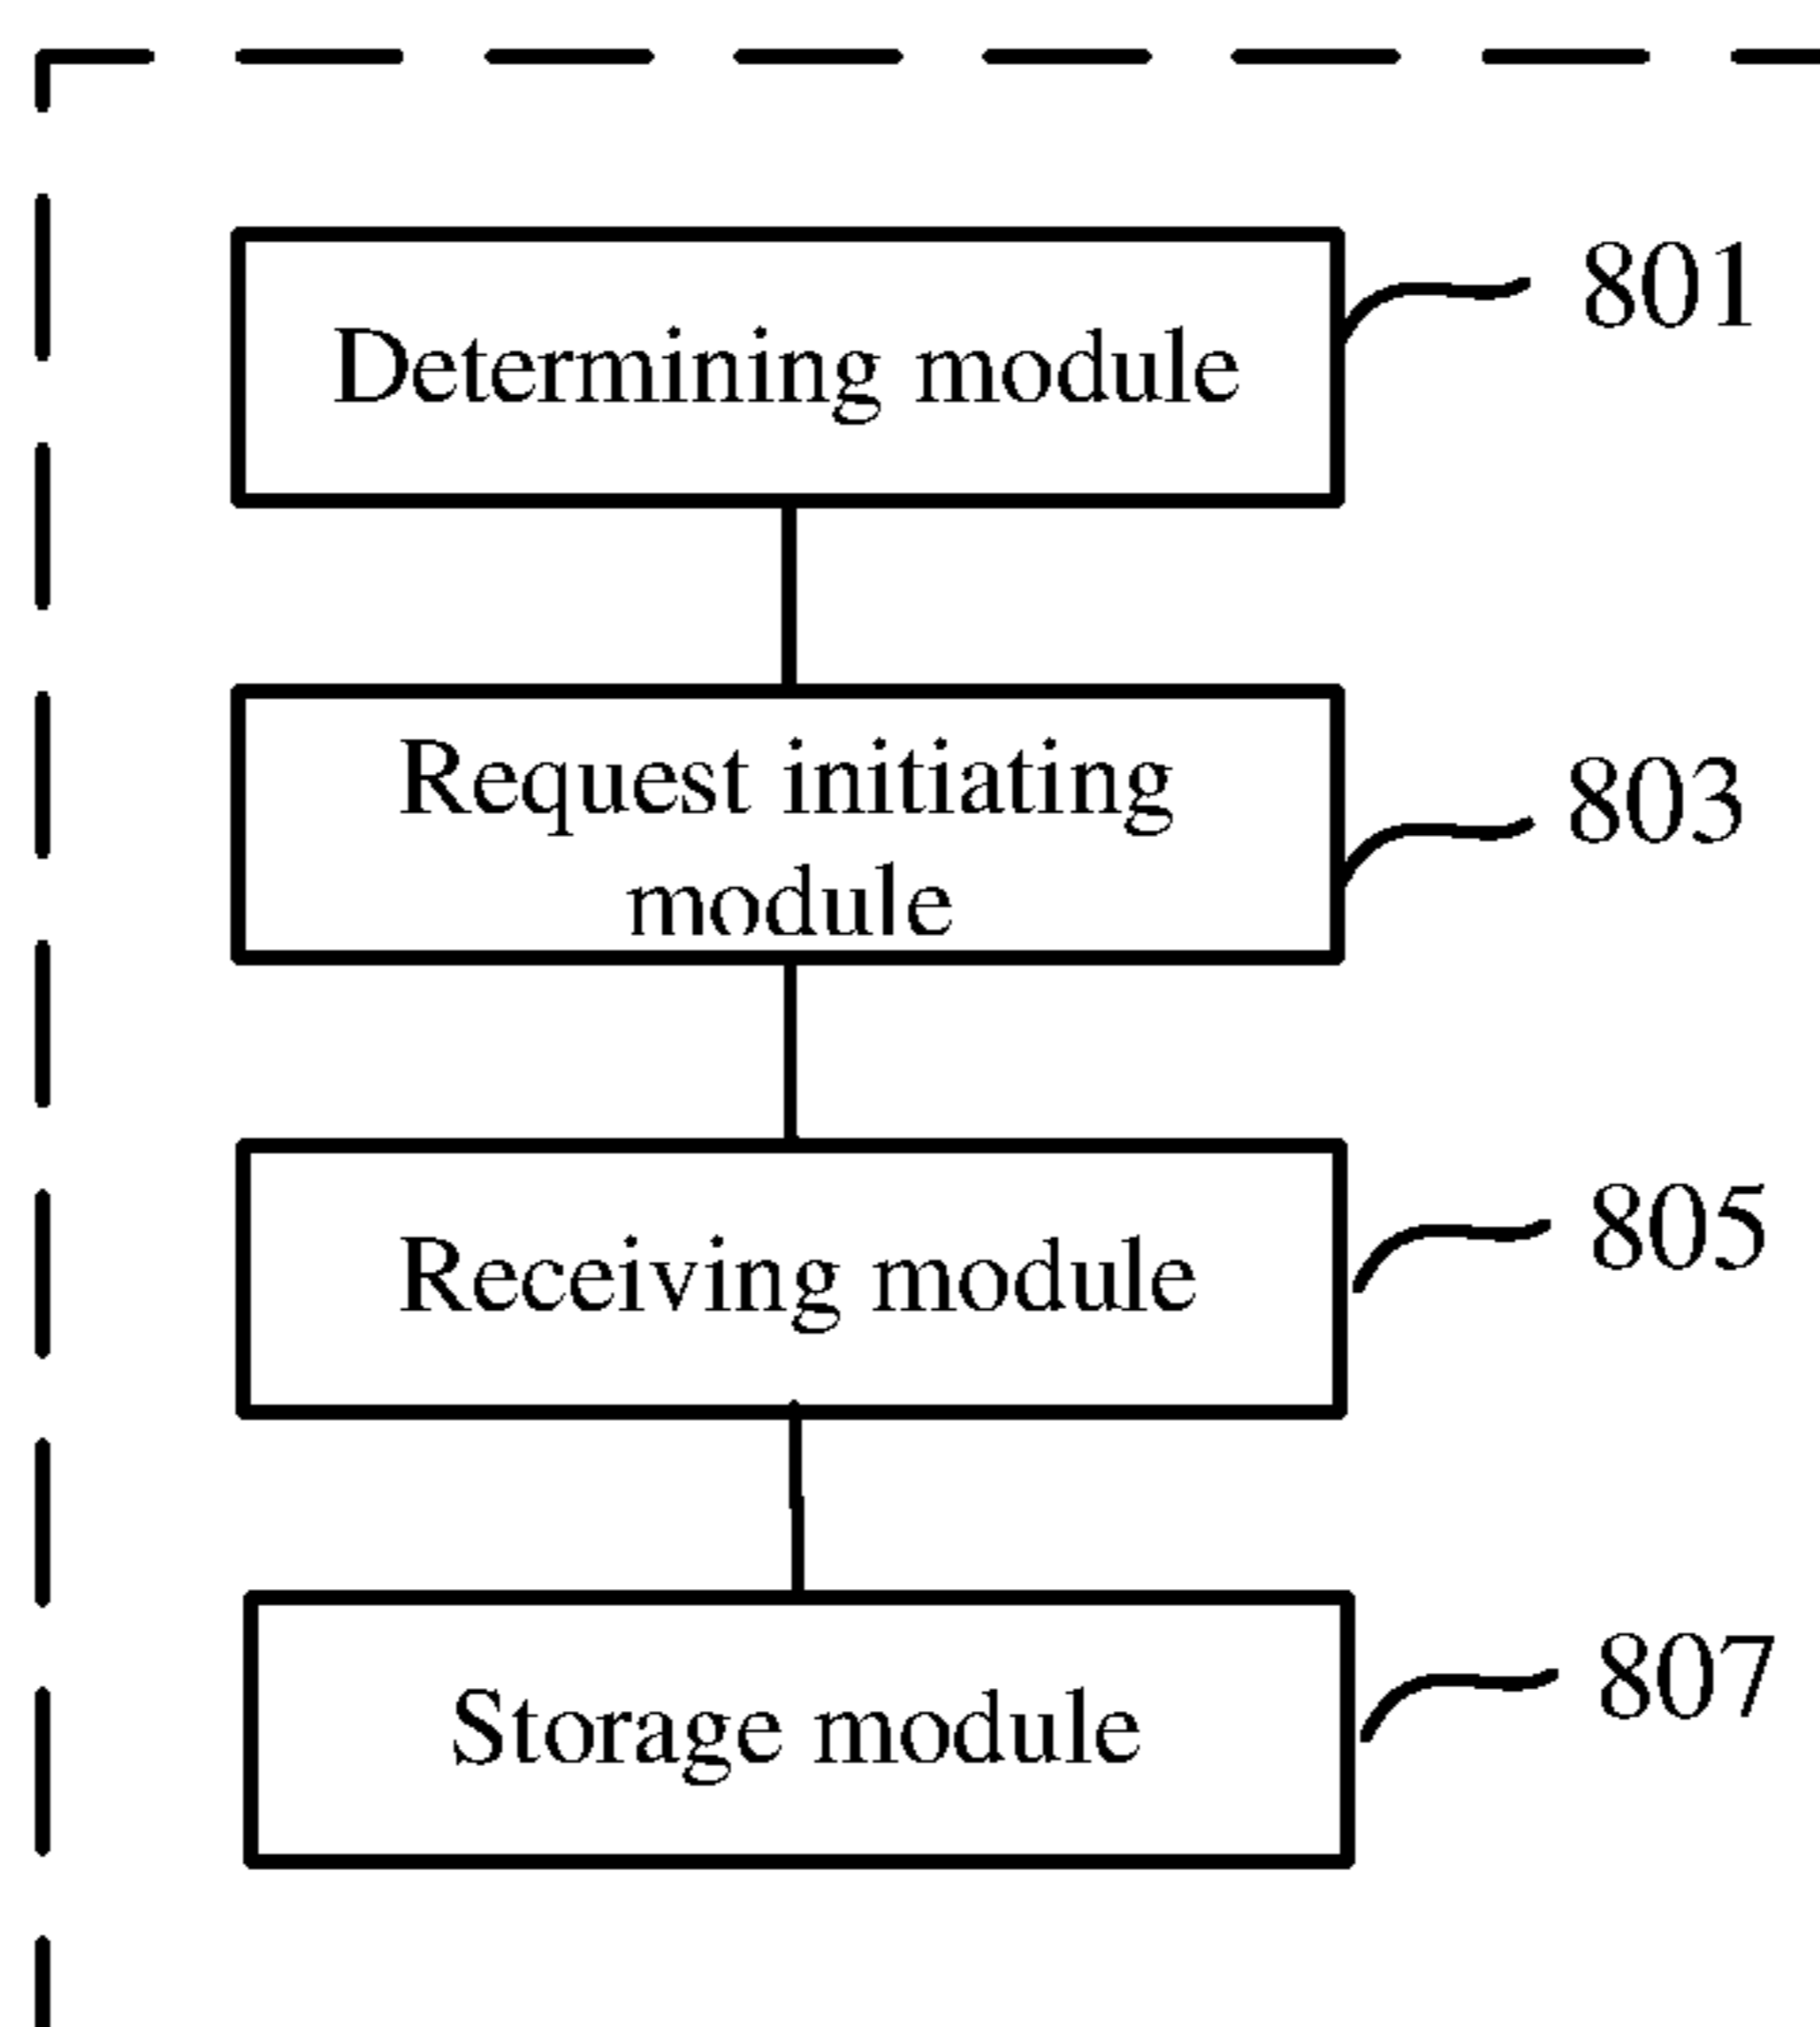 Determining module
801
Request initiating
module
803
Receiving module
805
Storage module
807